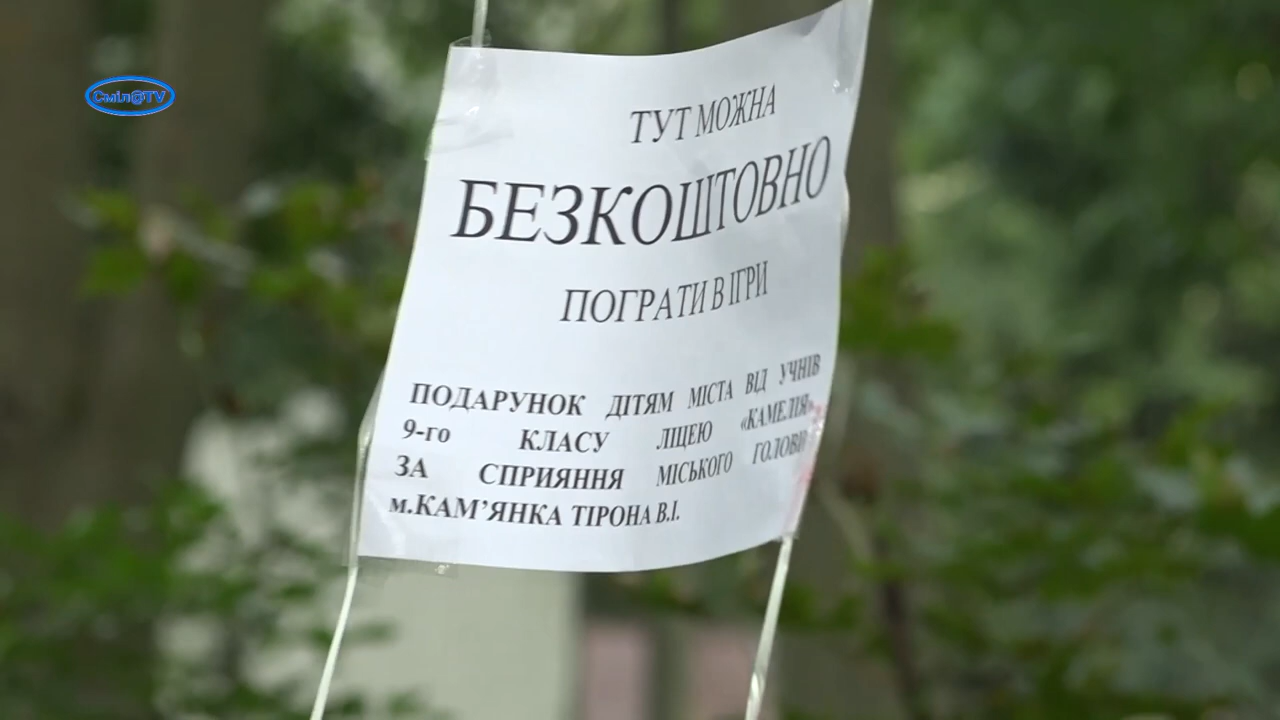 Сміл@TV
ТУТ МОЖНА
БЕЗКОШТОВНО
ПОГРАТИ В ІГРИ
ПОДАРУНОК ДІТЯМ МІСТА ВІД УЧНІВ
9-го КЛАСУ ЛІЦЕЮ «КАМЕЛІЯ»
ЗА СПРИЯННЯ МІСЬКОГО ГОЛОВИ
м.КАМ’ЯНКА ТІРОНА В.І.